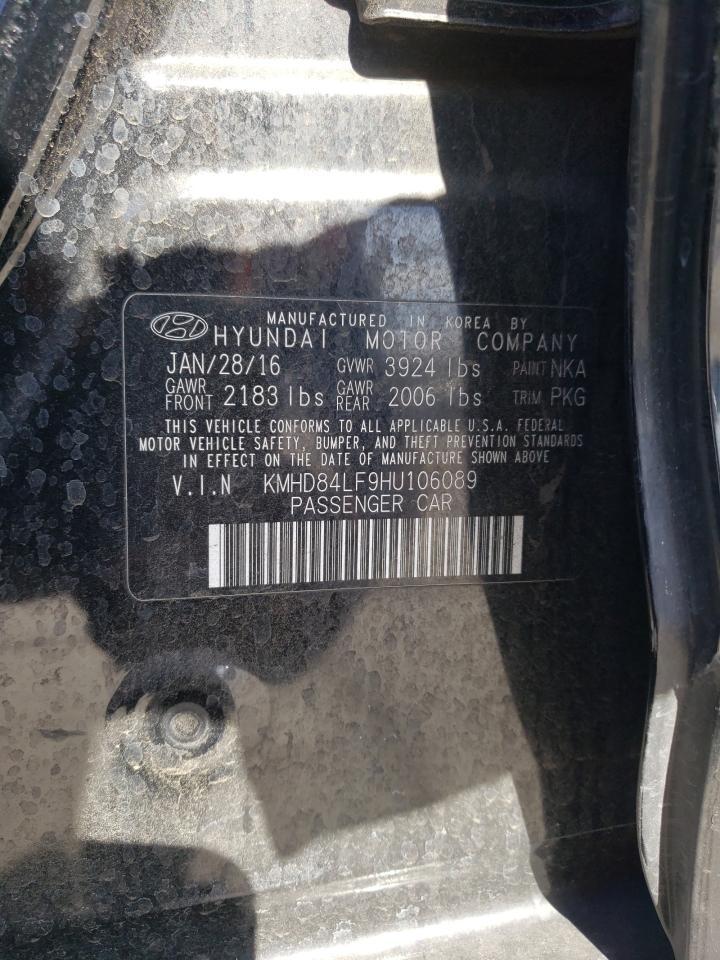 MANUFACTURED IN KOREA BY
HYUNDAI MOTOR COMPANY
JAN/28/16 GVWR 3924 lbs PAINT NKA
GAWR FRONT 2183 lbs GAWR REAR 2006 lbs TRIM PKG
THIS VEHICLE CONFORMS TO ALL APPLICABLE U.S.A. FEDERAL
MOTOR VEHICLE SAFETY, BUMPER, AND THEFT PREVENTION STANDARDS
IN EFFECT ON THE DATE OF MANUFACTURE SHOWN ABOVE
V.I.N KMHD84LF9HU106089
PASSENGER CAR